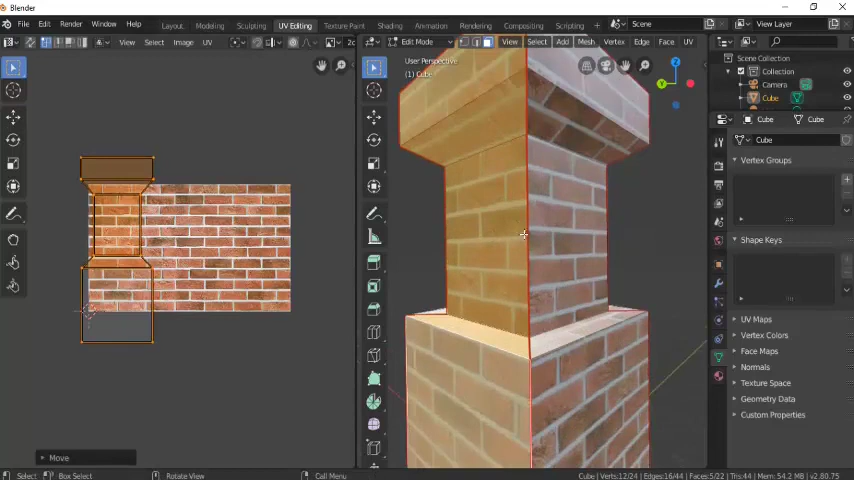 Blender
File Edit Render Window Help Layout Modeling Sculpting UV Editing Texture Paint Shading Animation Rendering Compositing Scripting Scene View Layer
View Select Image UV Edit Mode View Select Add Mesh Vertex Edge Face UV
User Perspective
(1) Cube
Z
Y
Scene Collection
Collection
Camera
Cube
Cube Cube
Cube
Vertex Groups
Shape Keys
UV Maps
Vertex Colors
Face Maps
Normals
Texture Space
Geometry Data
Custom Properties
Move
Select Box Select Rotate View Call Menu Cube | Verts:12/24 | Edges:16/44 | Faces:5/22 | Tris:44 | Mem: 54.2 MB | v2.80.75